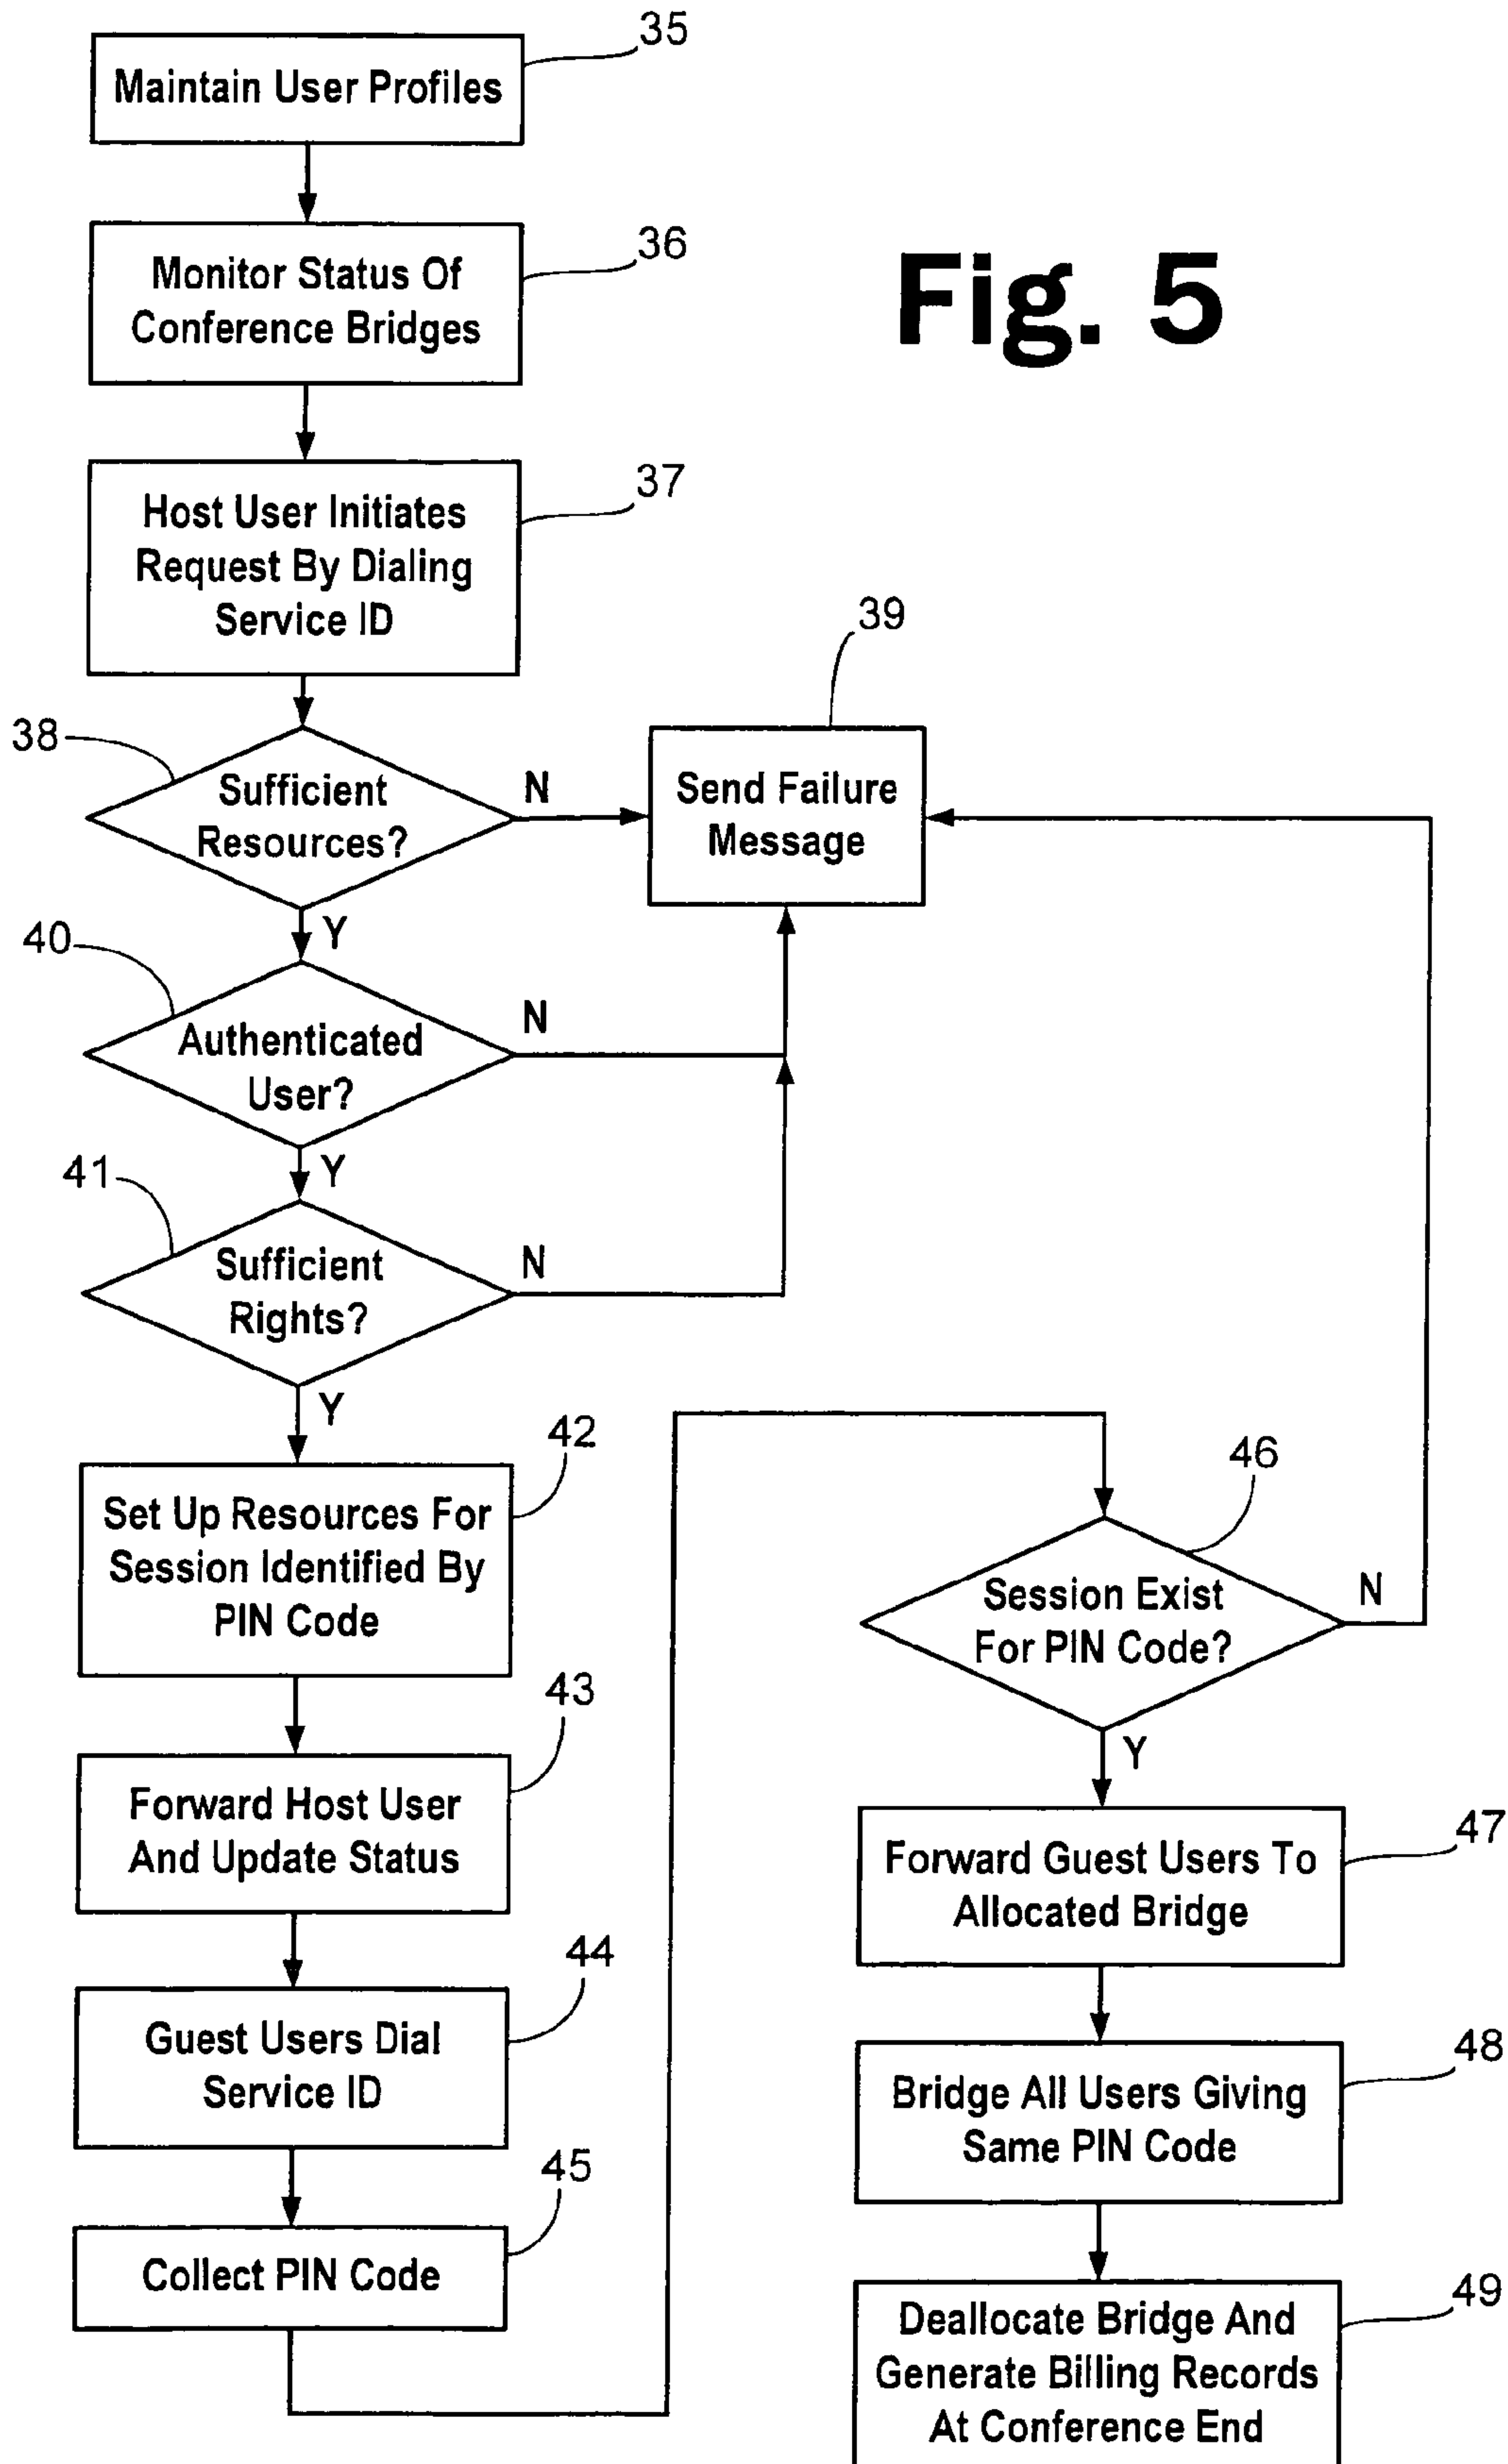 35
Maintain User Profiles
36
Monitor Status Of
Conference Bridges
Fig. 5
37
Host User Initiates
Request By Dialing
Service ID
38
Sufficient
Resources?
N
Y
39
Send Failure
Message
40
Authenticated
User?
N
Y
41
Sufficient
Rights?
N
Y
42
Set Up Resources For
Session Identified By
PIN Code
43
Forward Host User
And Update Status
44
Guest Users Dial
Service ID
45
Collect PIN Code
46
Session Exist
For PIN Code?
N
Y
47
Forward Guest Users To
Allocated Bridge
48
Bridge All Users Giving
Same PIN Code
49
Deallocate Bridge And
Generate Billing Records
At Conference End